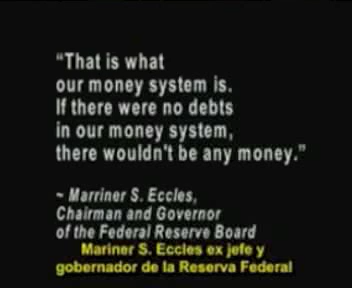 “That is what
our money system is.
If there were no debts
in our money system,
there wouldn't be any money.”
~ Marriner S. Eccles,
Chairman and Governor
of the Federal Reserve Board
Mariner S. Eccles ex jefe y
gobernador de la Reserva Federal